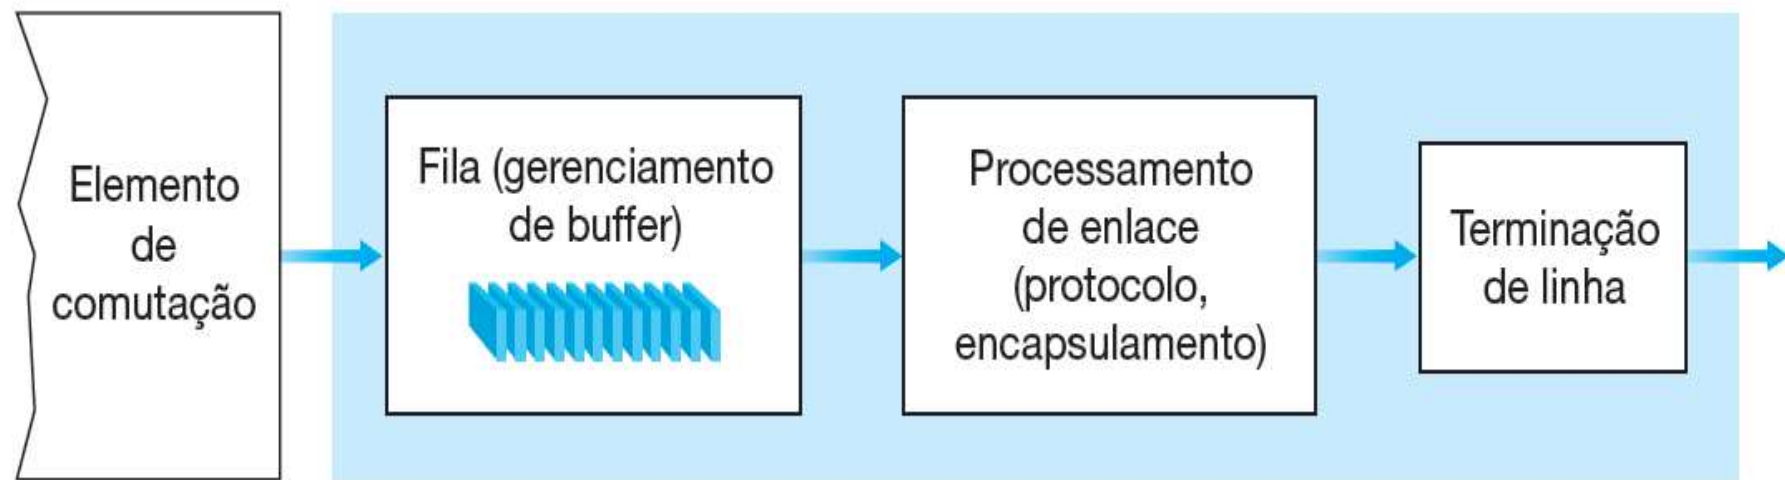 Elemento
de
comutação
Fila (gerenciamento
de buffer)
Processamento
de enlace
(protocolo,
encapsulamento)
Terminação
de linha